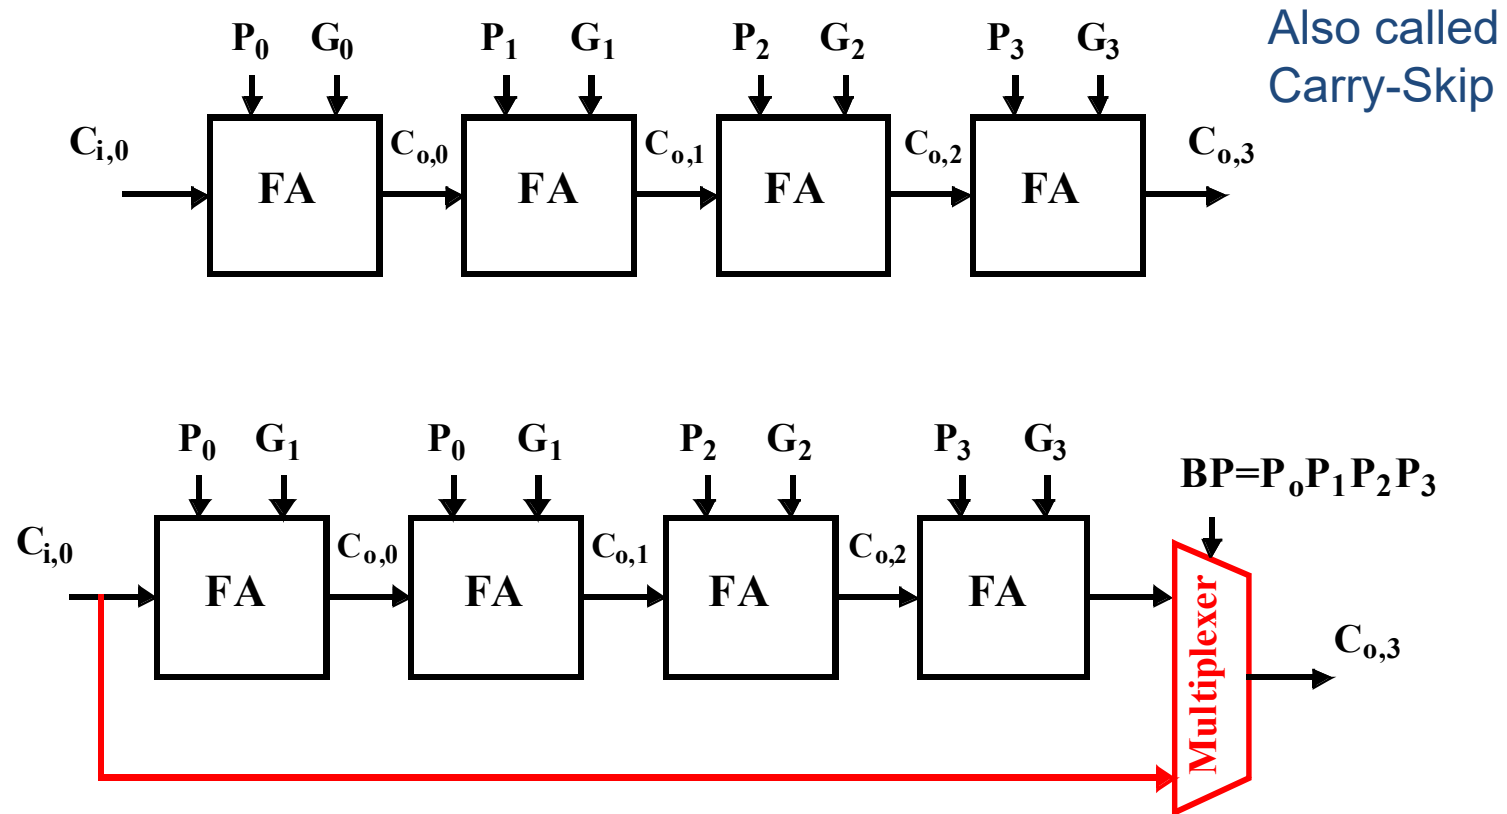 Also called
Carry-Skip
P0 G0 P1 G1 P2 G2 P3 G3
Ci,0 Co,0 Co,1 Co,2 Co,3
FA FA FA FA
P0 G1 P0 G1 P2 G2 P3 G3
BP=PoP1P2P3
Ci,0 Co,0 Co,1 Co,2
FA FA FA FA
Multiplexer
Co,3